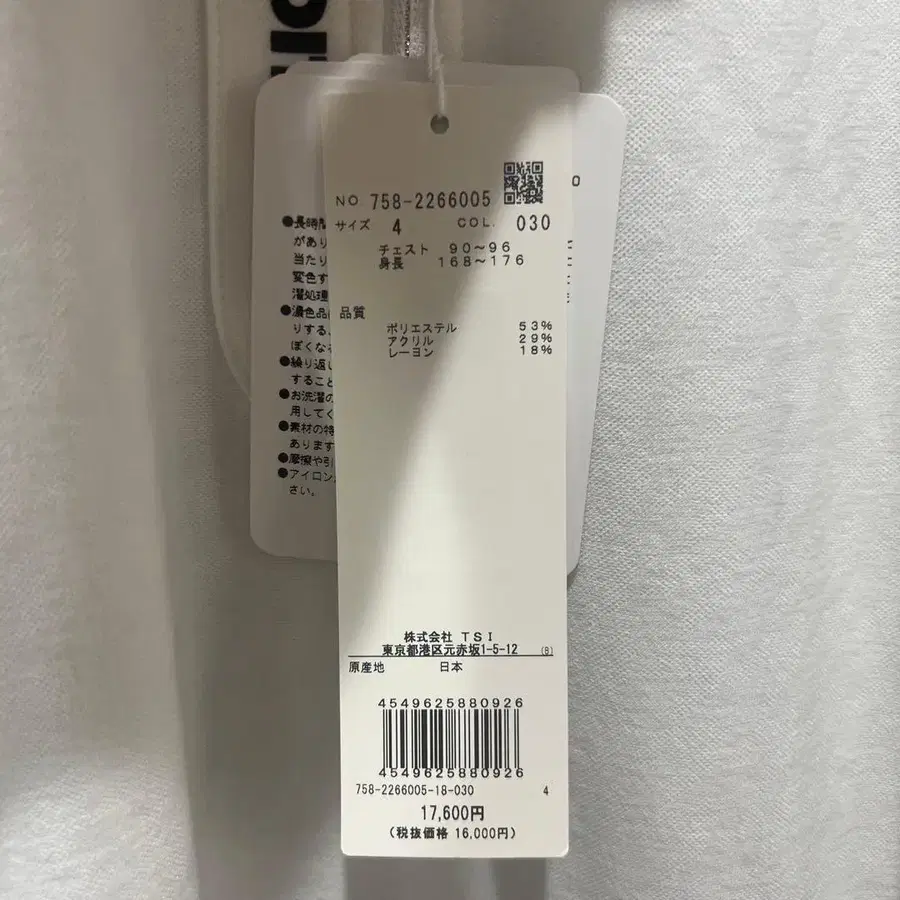 NO 758-2266005
サイズ 4 COL. 030
チェスト 90~96
身長 168~176
品質
ポリエステル 53%
アクリル 29%
レーヨン 18%
株式会社 TSI
東京都港区元赤坂1-5-12 (B)
原産地 日本
4549625880926
4549625880926
758-2266005-18-030 4
17,600円
(税抜価格 16,000円)
●長時間
があり
当たり
変色す
濡処理
●濃色品
りする
ぽくなる
●繰り返し
すること
●お洗濯の
用してく
●素材の特
あります
●摩擦や引
●アイロン
さい。